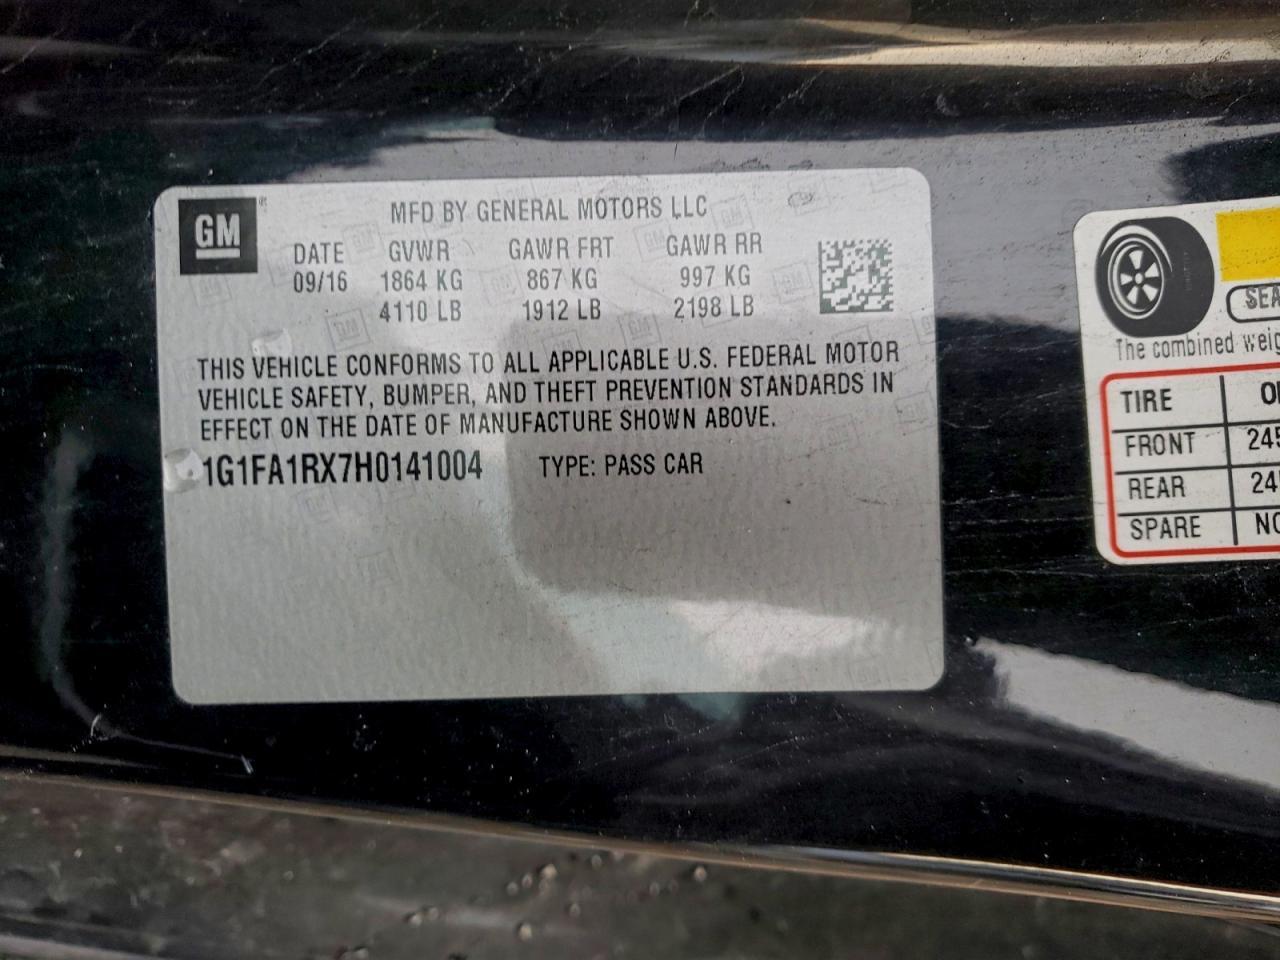 GM
MFD BY GENERAL MOTORS LLC
DATE GVWR GAWR FRT GAWR RR
09/16 1864 KG 867 KG 997 KG
4110 LB 1912 LB 2198 LB
THIS VEHICLE CONFORMS TO ALL APPLICABLE U.S. FEDERAL MOTOR
VEHICLE SAFETY, BUMPER, AND THEFT PREVENTION STANDARDS IN
EFFECT ON THE DATE OF MANUFACTURE SHOWN ABOVE.
1G1FA1RX7H0141004 TYPE: PASS CAR
The combined
TIRE
FRONT 245
REAR
SPARE